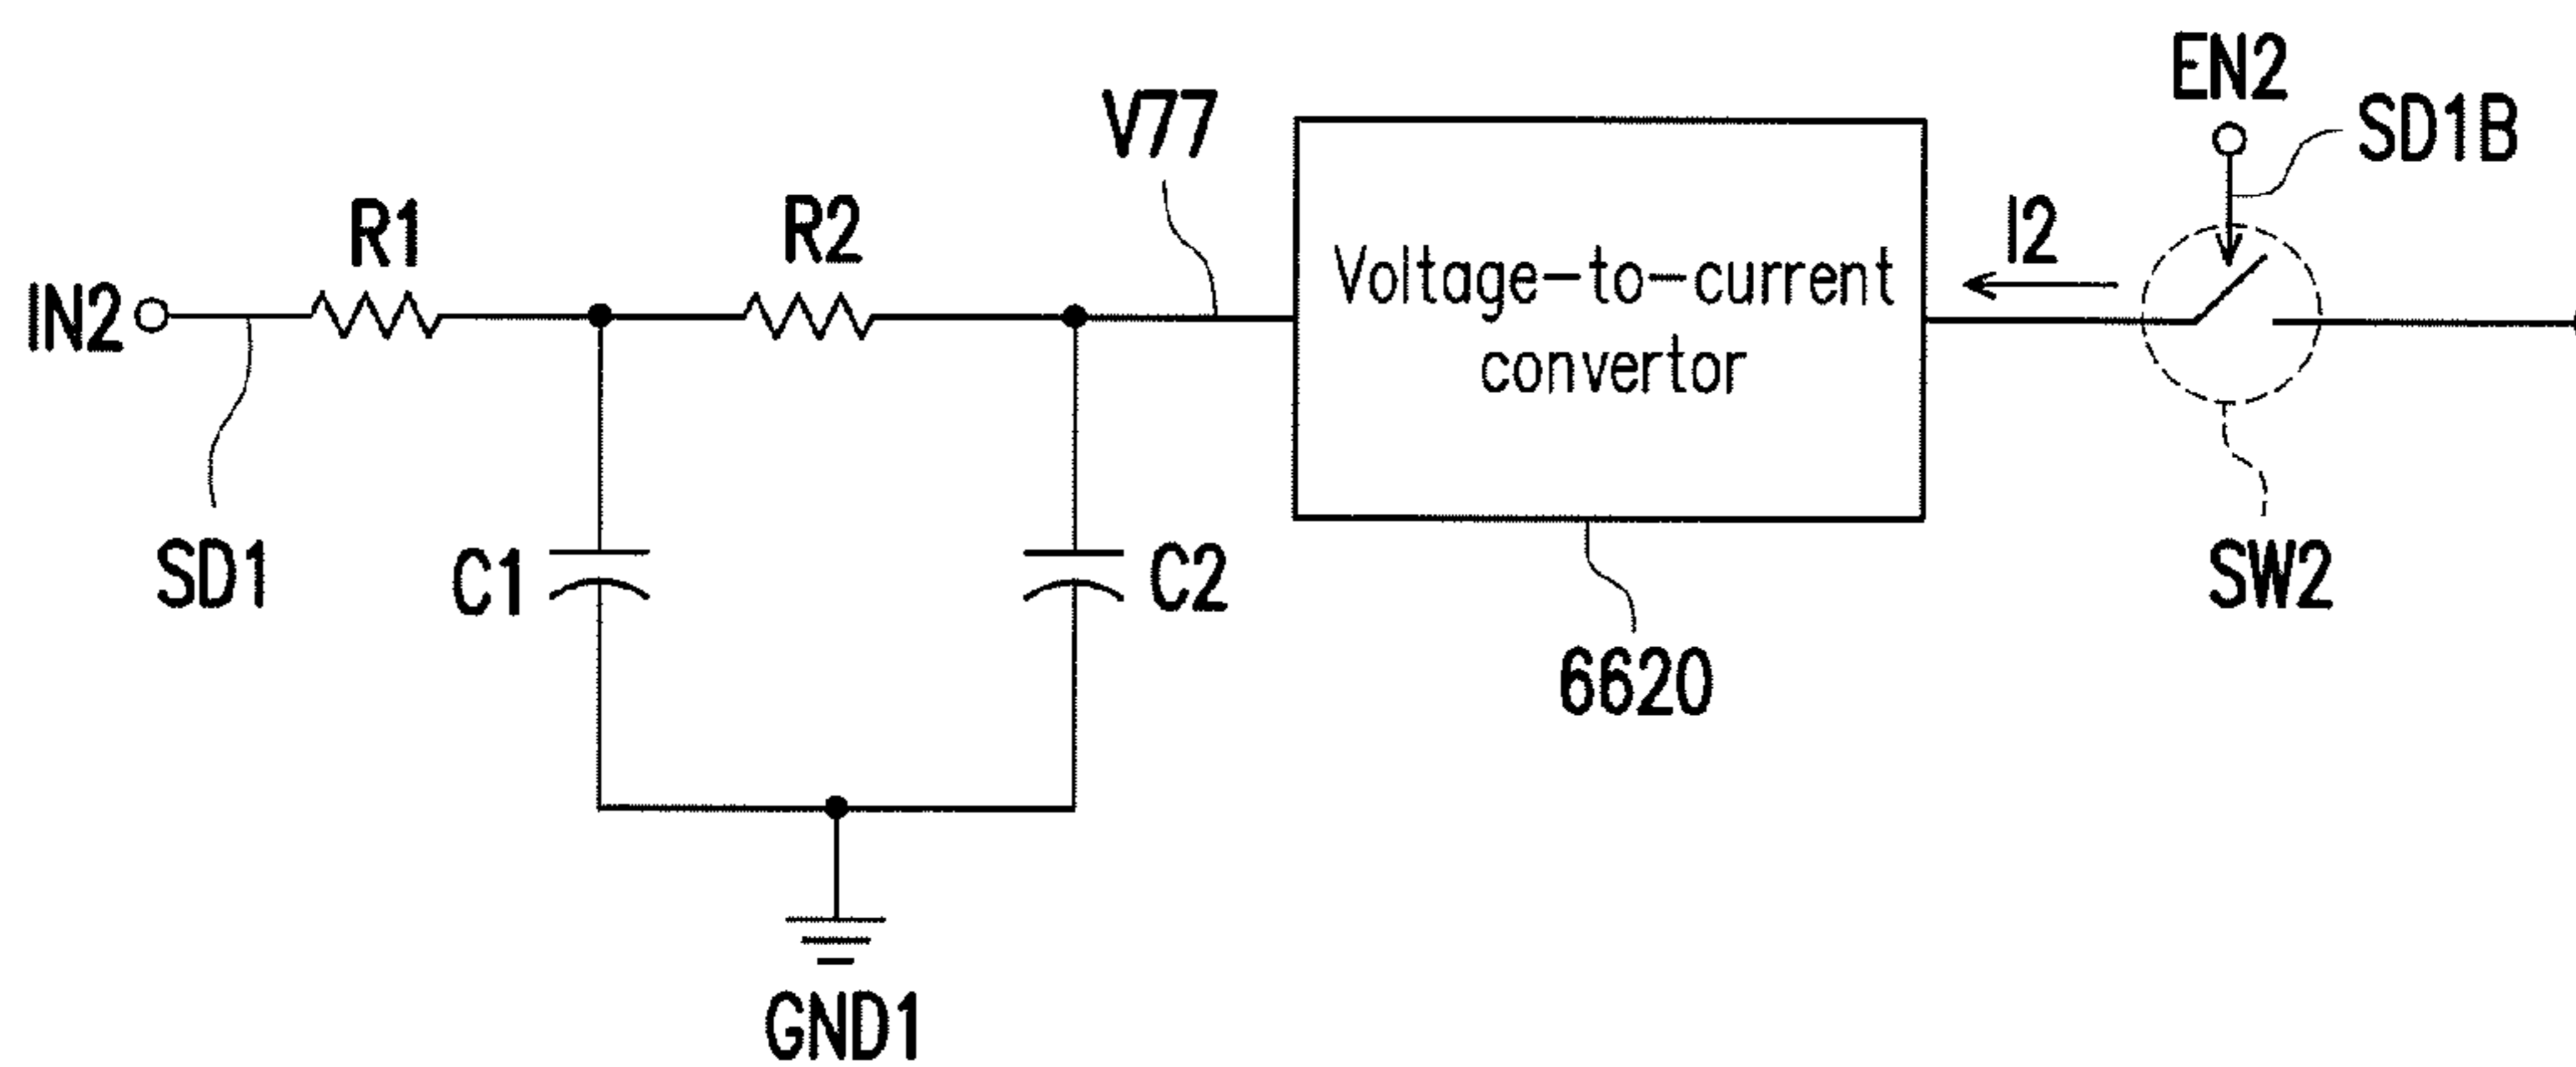 EN2
V77
SD1B
R1
R2
I2
IN2
Voltage-to-current
convertor
SD1
C1
C2
SW2
6620
GND1